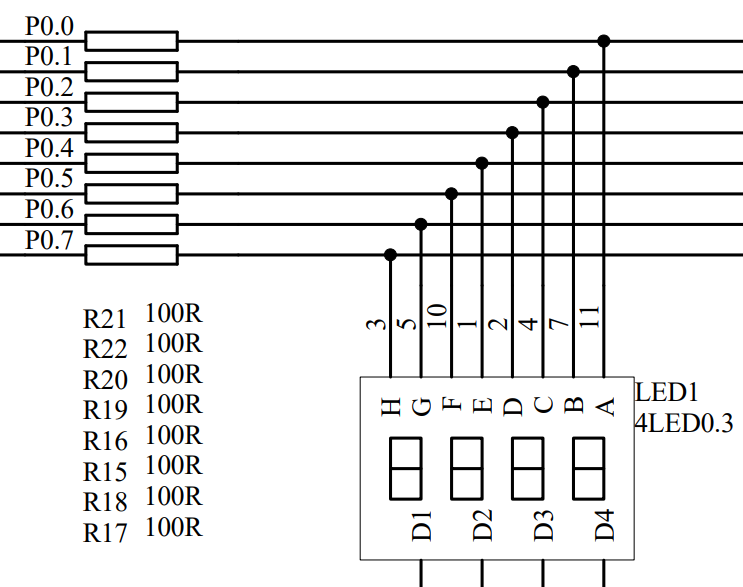 P0.0
P0.1
P0.2
P0.3
P0.4
P0.5
P0.6
P0.7
3 5 10 1 2 4 7 11
R21 100R
R22 100R
R20 100R
R19 100R
R16 100R
R15 100R
R18 100R
R17 100R
H G F E D C B A
LED1
4LED0.3
D1 D2 D3 D4